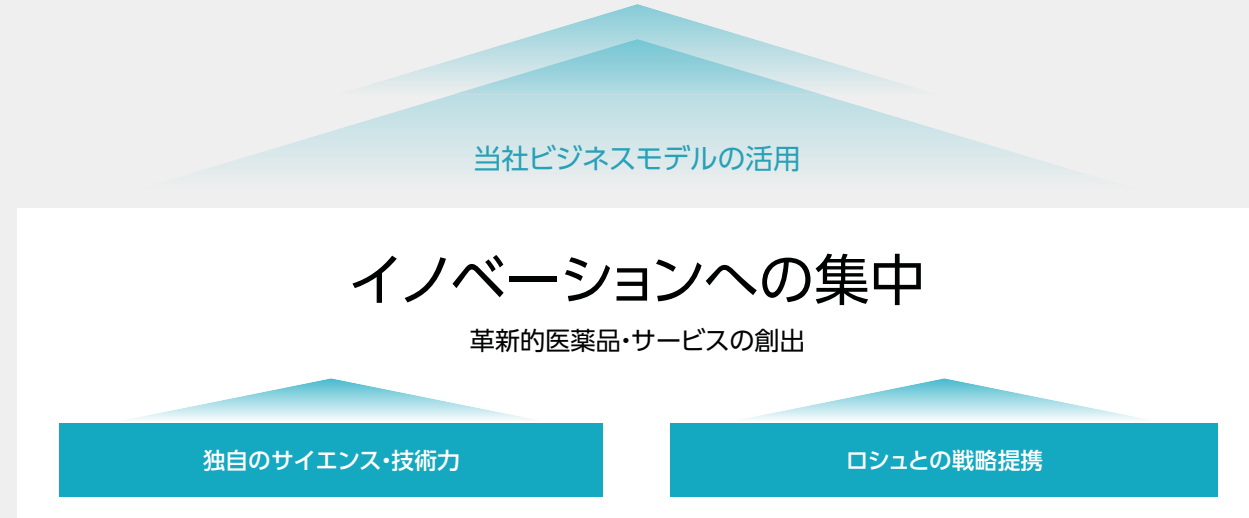 当社ビジネスモデルの活用
イノベーションへの集中
革新的医薬品・サービスの創出
独自のサイエンス・技術力
ロシュとの戦略提携